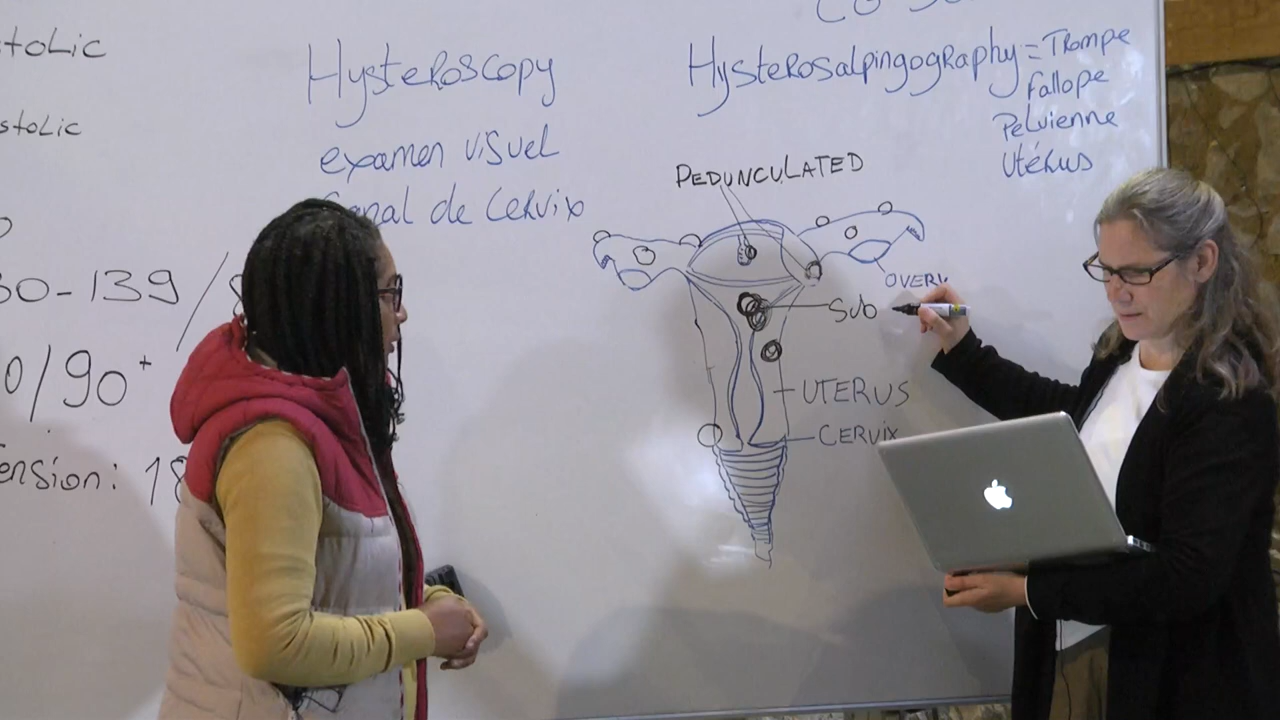 stolic
stolic
30-139/8
0/90+
ension: 18
Hysteroscopy
examen visuel
Canal de Cervix
Hysterosalpingography = Trompe
fallope
Pelvienne
Utérus
PEDUNCULATED
OVERY
Sub
UTERUS
CERVIX